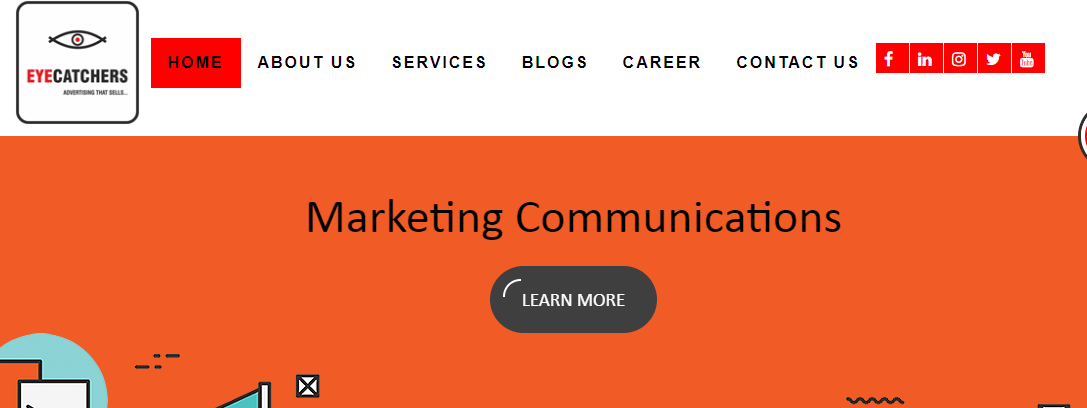 EYECATCHERS
ADVERTISING THAT SELLS...
HOME ABOUT US SERVICES BLOGS CAREER CONTACT US
You Tube
Marketing Communications
LEARN MORE